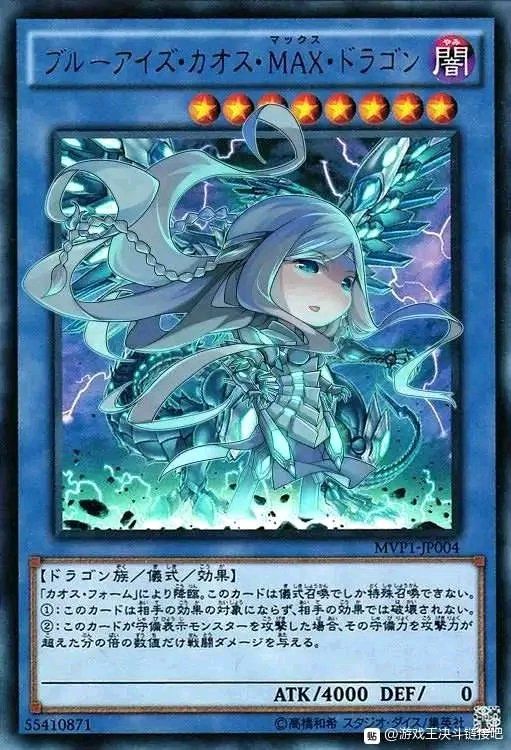 マックス
ブルーアイズ・カオス・MAX・ドラゴン
やみ
闇
MVP1-JP004
【ドラゴン族／儀式／効果】
「カオス・フォーム」により降臨。このカードは儀式召喚でしか特殊召喚できない。
①:このカードは相手の効果の対象にならず、相手の効果では破壊されない。
②:このカードが守備表示モンスターを攻撃した場合、その守備力を攻撃力が
超えた分の倍の数値だけ戦闘ダメージを与える。
ATK/4000 DEF/ 0
55410871
©高橋和希 スタジオ・ダイス/集英社
貼 @游戏王决斗链接吧